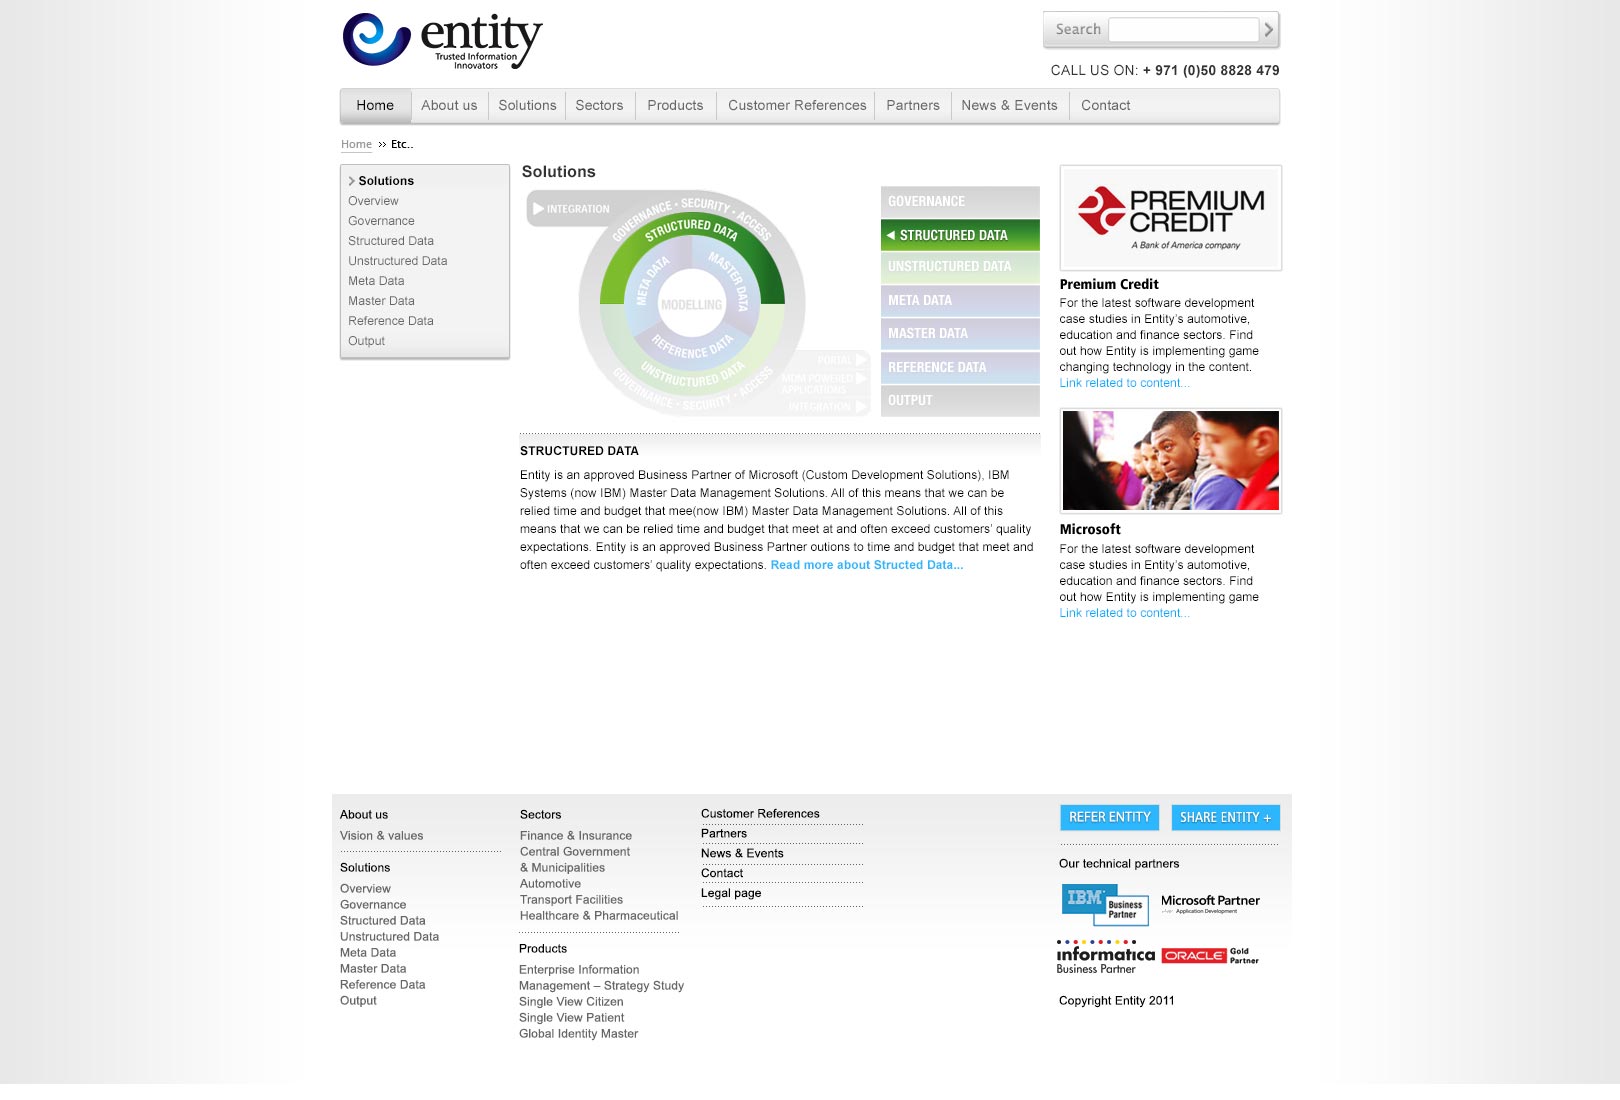 entity
Trusted Information
Innovators
Search
CALL US ON: + 971 (0)50 8828 479
Home
About us
Solutions
Sectors
Products
Customer References
Partners
News & Events
Contact
Home ›› Etc..
Solutions
Overview
Governance
Structured Data
Unstructured Data
Meta Data
Master Data
Reference Data
Output
Solutions
INTEGRATION
GOVERNANCE • SECURITY • ACCESS
STRUCTURED DATA
META DATA
MASTER DATA
MODELLING
REFERENCE DATA
UNSTRUCTURED DATA
GOVERNANCE • SECURITY • ACCESS
PORTAL
MDM POWERED
APPLICATIONS
INTEGRATION
GOVERNANCE
STRUCTURED DATA
UNSTRUCTURED DATA
META DATA
MASTER DATA
REFERENCE DATA
OUTPUT
STRUCTURED DATA
Entity is an approved Business Partner of Microsoft (Custom Development Solutions), IBM
Systems (now IBM) Master Data Management Solutions. All of this means that we can be
relied time and budget that mee(now IBM) Master Data Management Solutions. All of this
means that we can be relied time and budget that meet at and often exceed customers’ quality
expectations. Entity is an approved Business Partner outions to time and budget that meet and
often exceed customers’ quality expectations. Read more about Structed Data...
PREMIUM
CREDIT
A Bank of America company
Premium Credit
For the latest software development
case studies in Entity’s automotive,
education and finance sectors. Find
out how Entity is implementing game
changing technology in the content.
Link related to content...
Microsoft
For the latest software development
case studies in Entity’s automotive,
education and finance sectors. Find
out how Entity is implementing game
Link related to content...
About us
Vision & values
Solutions
Overview
Governance
Structured Data
Unstructured Data
Meta Data
Master Data
Reference Data
Output
Sectors
Finance & Insurance
Central Government
& Municipalities
Automotive
Transport Facilities
Healthcare & Pharmaceutical
Products
Enterprise Information
Management – Strategy Study
Single View Citizen
Single View Patient
Global Identity Master
Customer References
Partners
News & Events
Contact
Legal page
REFER ENTITY
SHARE ENTITY +
Our technical partners
IBM
Business
Partner
Microsoft Partner
Application Development
informatica
Business Partner
ORACLE
Gold
Partner
Copyright Entity 2011